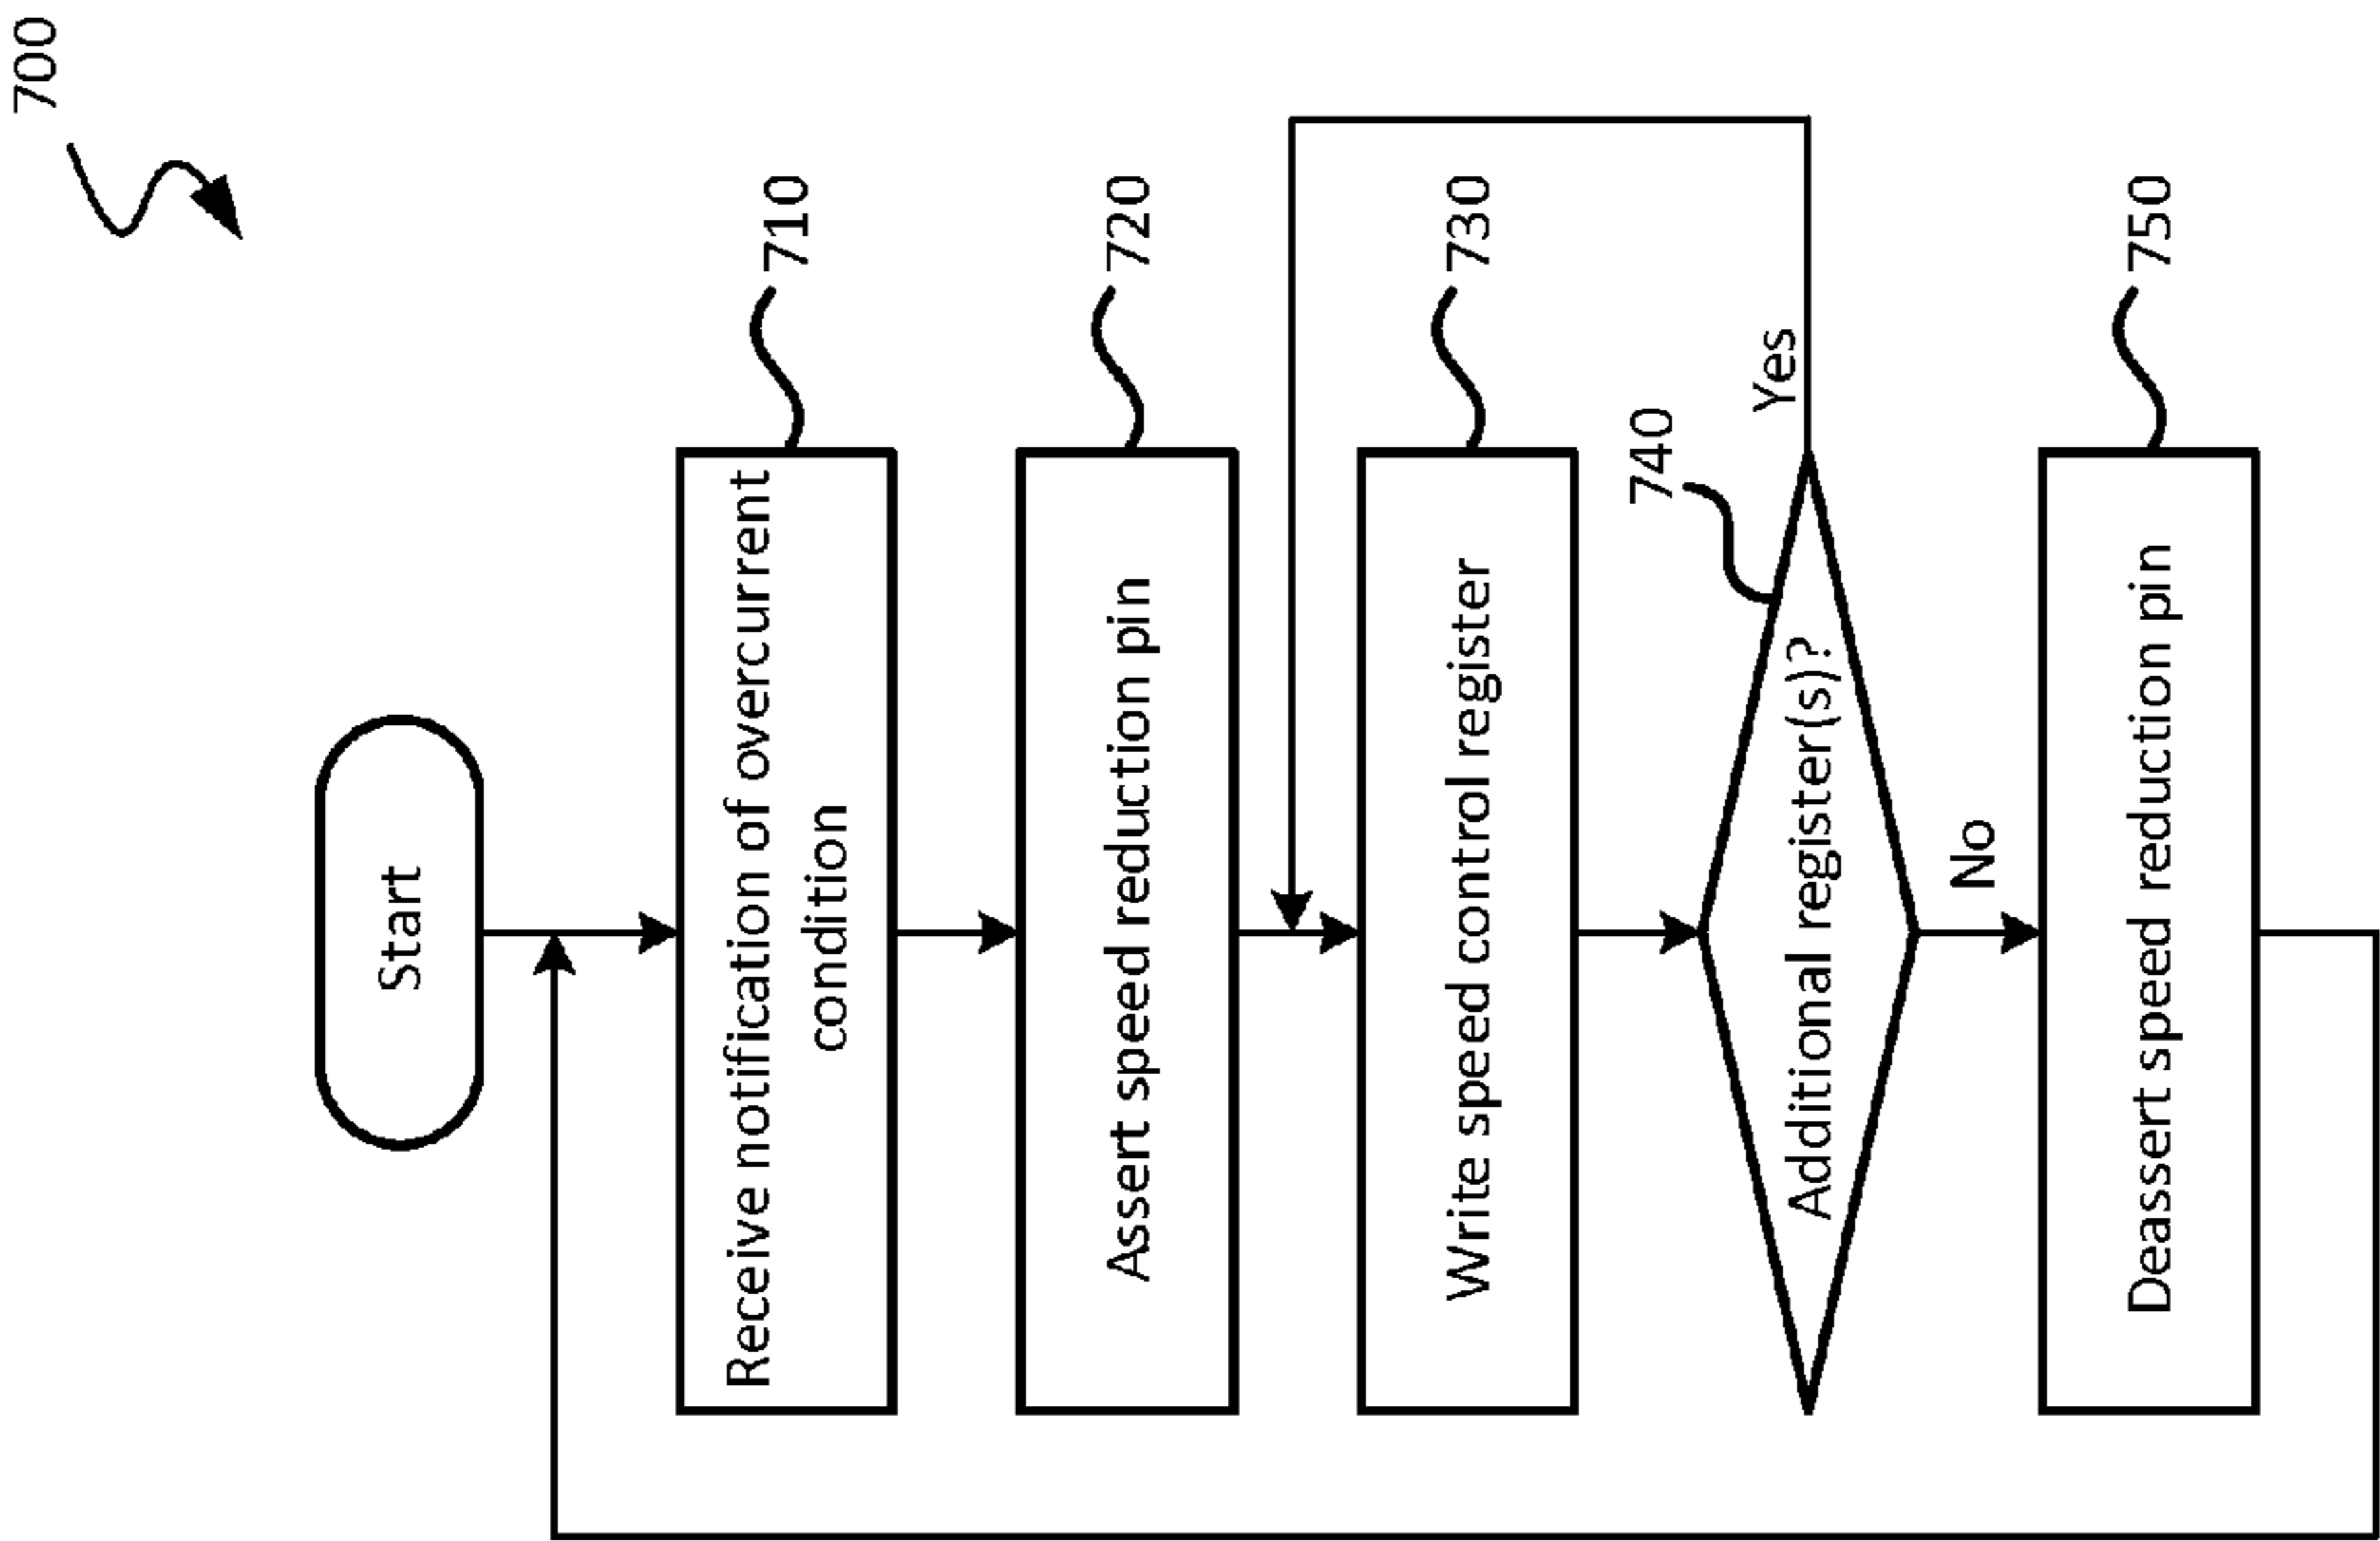 700
Start
Receive notification of overcurrent
condition
710
Assert speed reduction pin
720
Write speed control register
730
740
Additional register(s)?
Yes
No
Deassert speed reduction pin
750